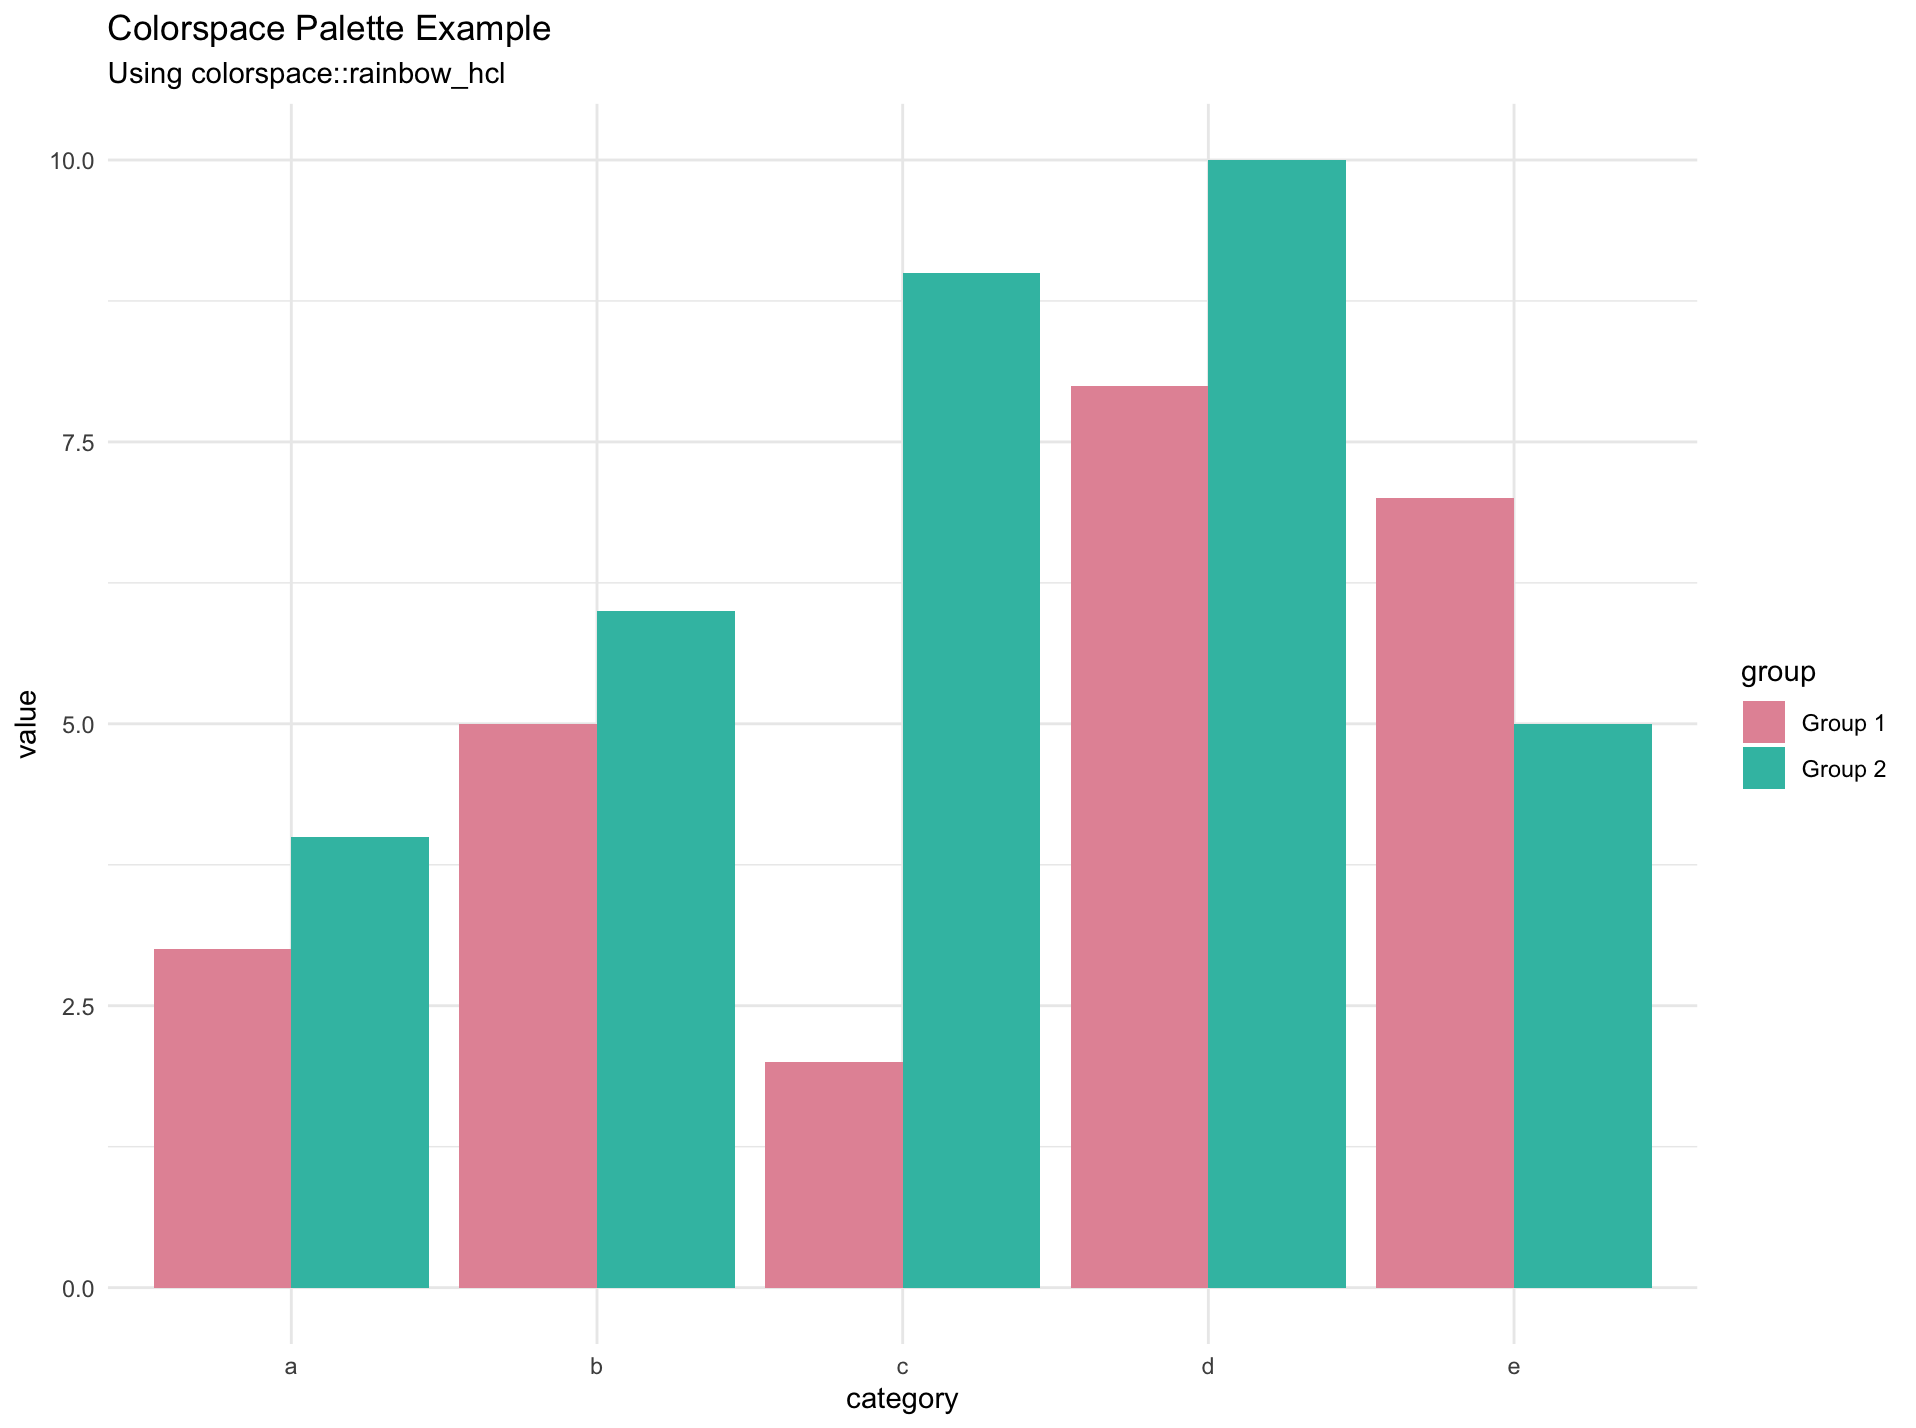 Colorspace Palette Example
Using colorspace::rainbow_hcl
10.0
7.5
5.0
2.5
0.0
value
a b c d e
category
group
Group 1
Group 2